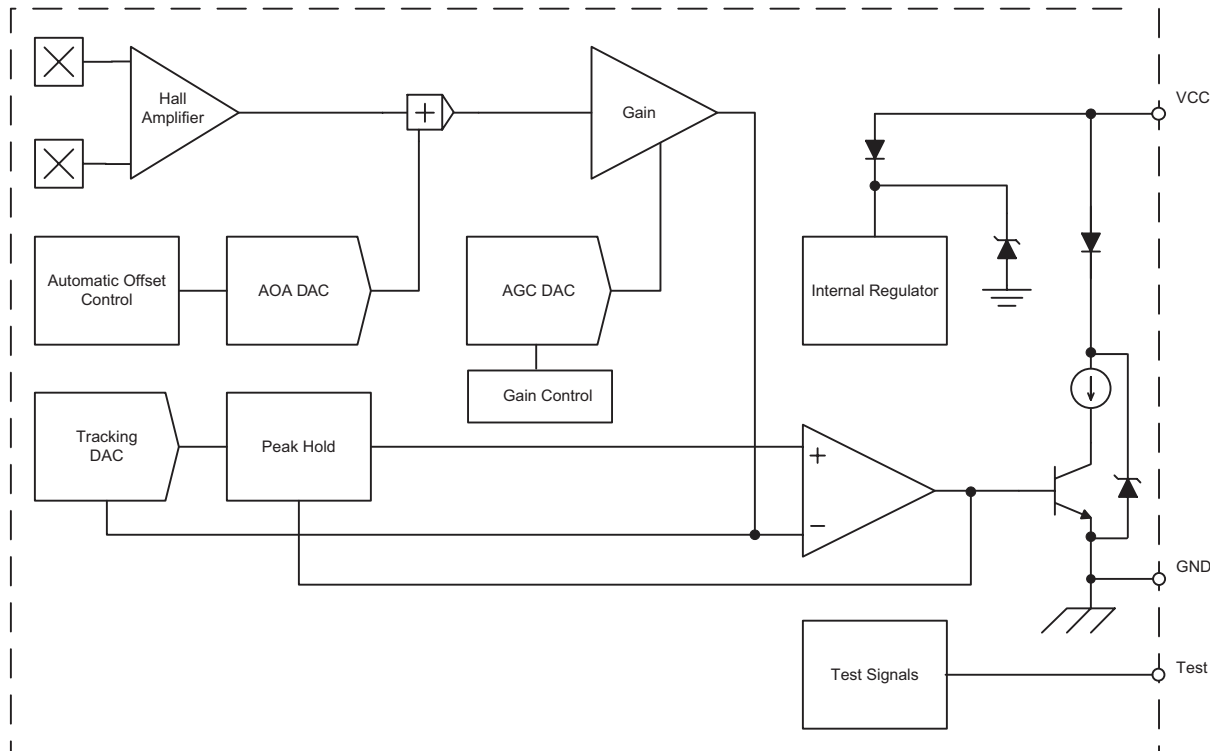 Hall
Amplifier
+
Gain
VCC
Automatic Offset
Control
AOA DAC
AGC DAC
Internal Regulator
Gain Control
Tracking
DAC
Peak Hold
+
−
GND
Test Signals
Test